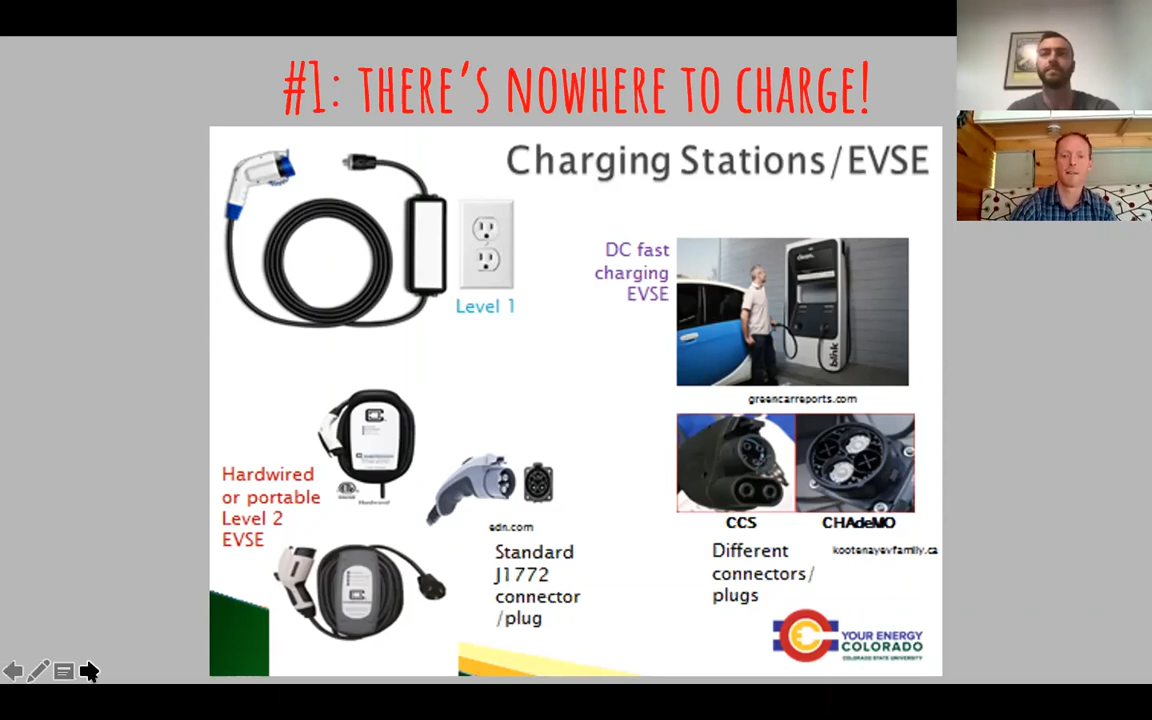 #1: THERE'S NOWHERE TO CHARGE!
Charging Stations/EVSE
Level 1
DC fast
charging
EVSE
blink
greencarreports.com
Hardwired
or portable
Level 2
EVSE
Hardwired
edn.com
Standard
J1772
connector
/plug
CCS
CHAdeMO
kootenayevfamily.ca
Different
connectors/
plugs
YOUR ENERGY
COLORADO
COLORADO STATE UNIVERSITY